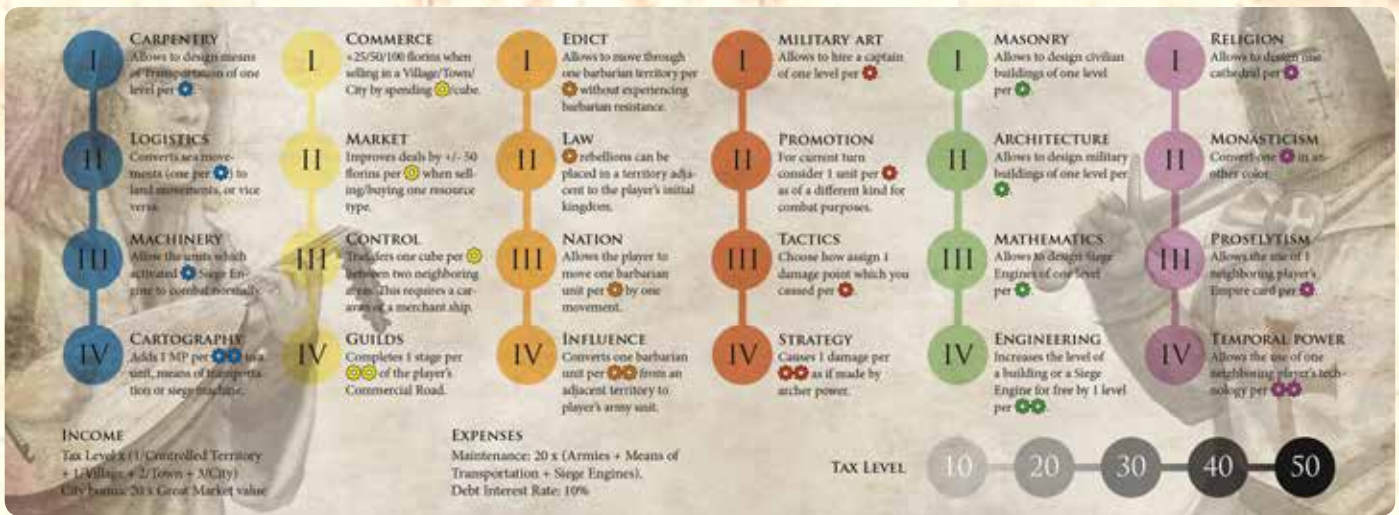 I
CARPENTRY
Allows to design means
of Transportation of one
level per
II
LOGISTICS
Converts sea move-
ments (one per ) to
land movements, or vice
versa.
III
MACHINERY
Allow the units which
activated Siege En-
gine to combat normally.
IV
CARTOGRAPHY
Adds 1 MP per to a
unit, means of transporta-
tion or siege machine.
I
COMMERCE
+25/50/100 florins when
selling in a Village/Town/
City by spending /cube.
II
MARKET
Improves deals by +/- 50
florins per when sell-
ing/buying one resource
type.
III
CONTROL
Transfers one cube per
between two neighboring
areas. This requires a car-
avan or a merchant ship.
IV
GUILDS
Completes 1 stage per
of the player's
Commercial Road.
I
EDICT
Allows to move through
one barbarian territory per
without experiencing
barbarian resistance.
II
LAW
rebellions can be
placed in a territory adja-
cent to the player's initial
kingdom.
III
NATION
Allows the player to
move one barbarian
unit per by one
movement.
IV
INFLUENCE
Converts one barbarian
unit per from an
adjacent territory to
player's army unit.
I
MILITARY ART
Allows to hire a captain
of one level per .
II
PROMOTION
For current turn
consider 1 unit per
as of a different kind for
combat purposes.
III
TACTICS
Choose how assign 1
damage point which you
caused per .
IV
STRATEGY
Causes 1 damage per
as if made by
archer power.
I
MASONRY
Allows to design civilian
buildings of one level
per .
II
ARCHITECTURE
Allows to design military
buildings of one level per
.
III
MATHEMATICS
Allows to design Siege
Engines of one level
per .
IV
ENGINEERING
Increases the level of
a building or a Siege
Engine for free by 1 level
per
I
RELIGION
Allows to design one
cathedral per .
II
MONASTICISM
Convert one in an-
other color.
III
PROSELYTISM
Allows the use of 1
neighboring player's
Empire card per .
IV
TEMPORAL POWER
Allows the use of one
neighboring player's tech-
nology per
INCOME
Tax Level x (1/Controlled Territory
+ 1/Village + 2/Town + 3/City)
City bonus: 20 x Great Market value
EXPENSES
Maintenance: 20 x (Armies + Means of
Transportation + Siege Engines).
Debt Interest Rate: 10%
TAX LEVEL 10 20 30 40 50